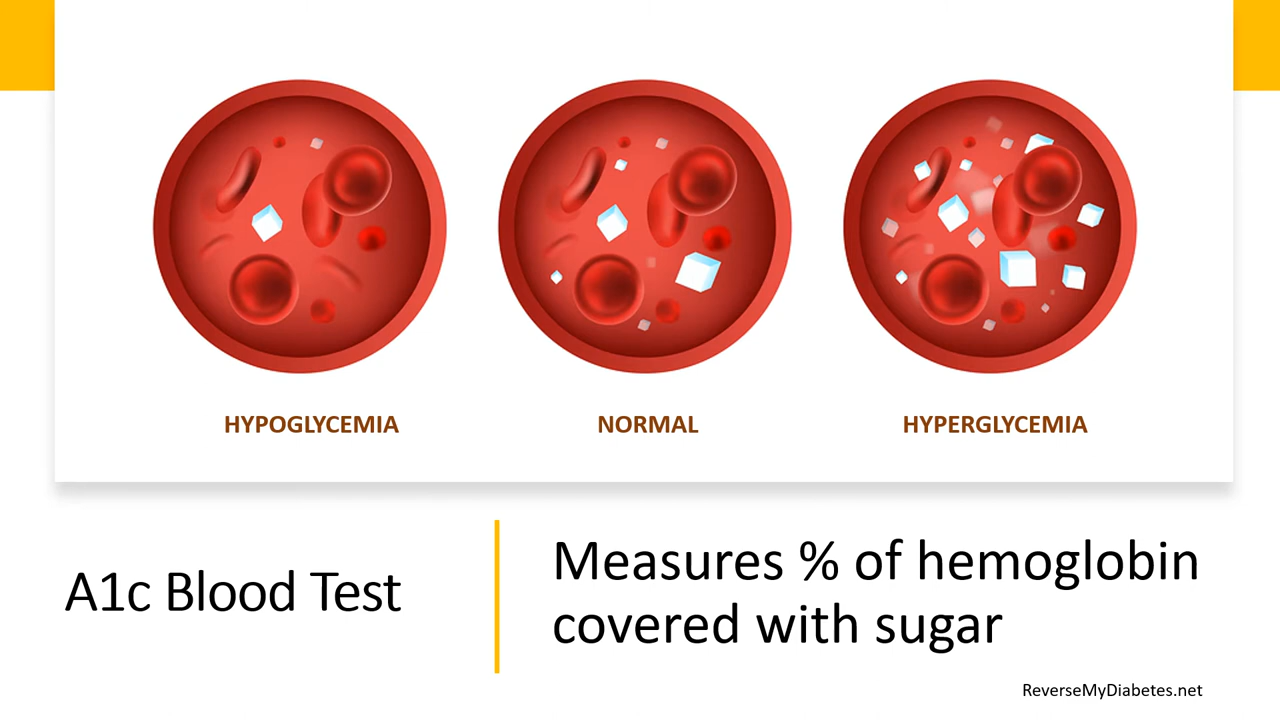 HYPOGLYCEMIA
NORMAL
HYPERGLYCEMIA
A1c Blood Test
Measures % of hemoglobin
covered with sugar
ReverseMyDiabetes.net